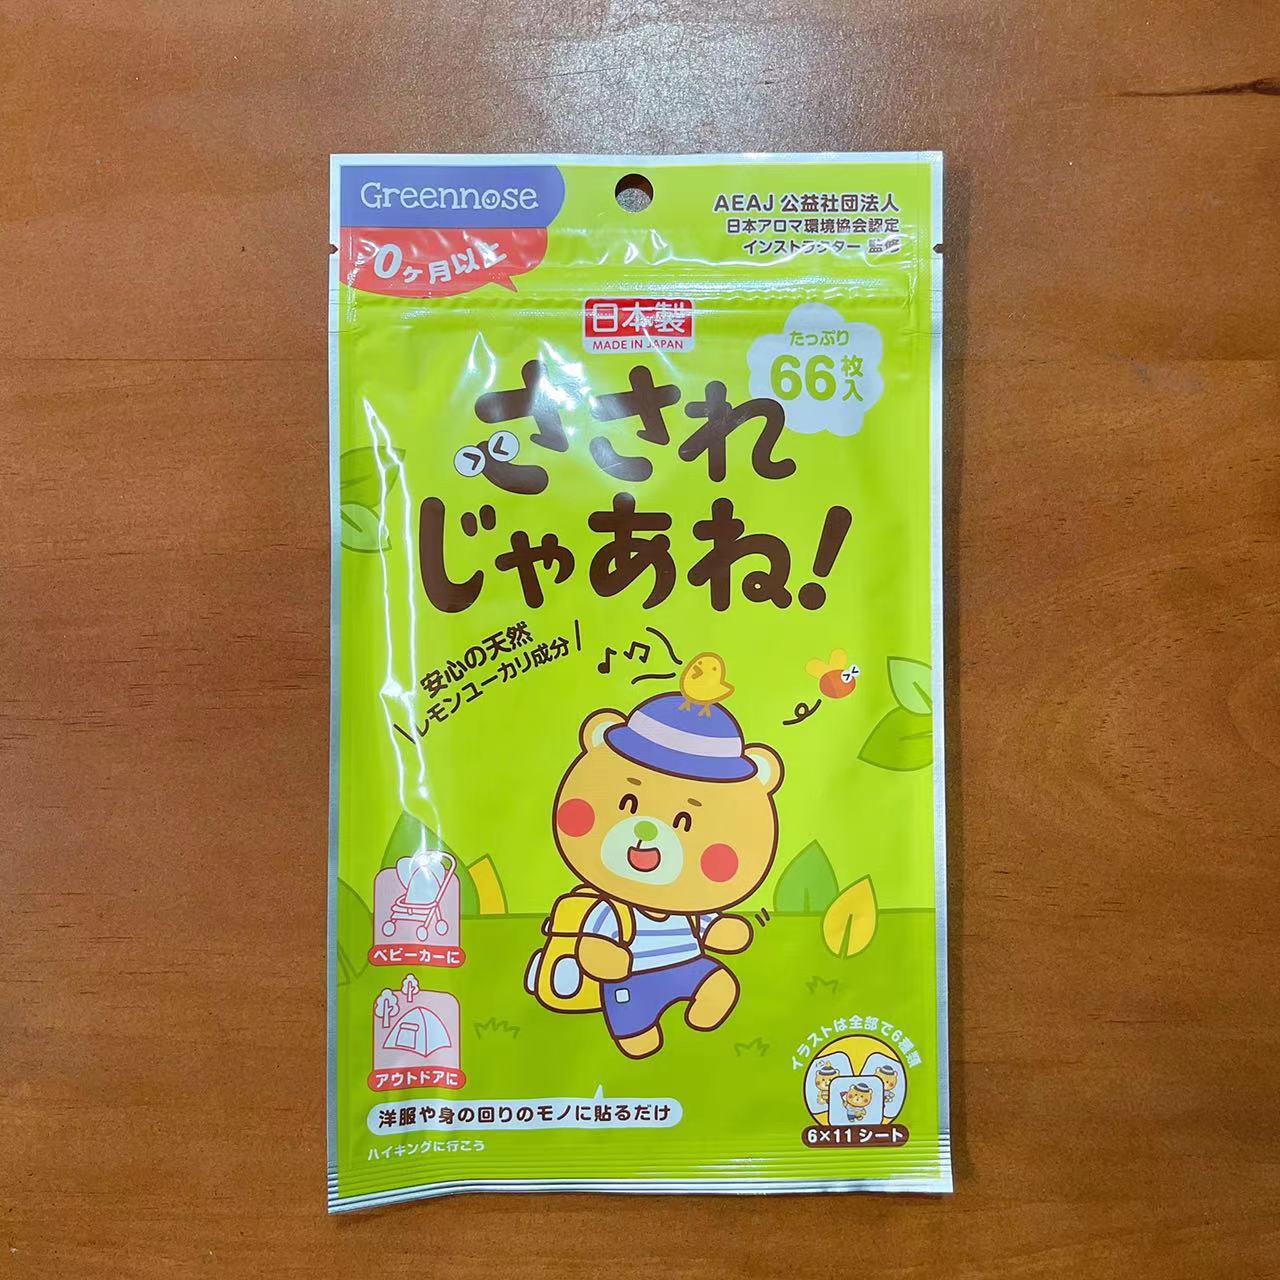 Greennose
0ヶ月以上
AEAJ 公益社団法人
日本アロマ環境協会認定
インストラクター 監修
日本製
MADE IN JAPAN
たっぷり
66枚入
さされ
じゃあね!
安心の天然
レモンユーカリ成分
ベビーカーに
アウトドアに
洋服や身の回りのモノに貼るだけ
ハイキングに行こう
イラストは全部で6種類
6×11シート